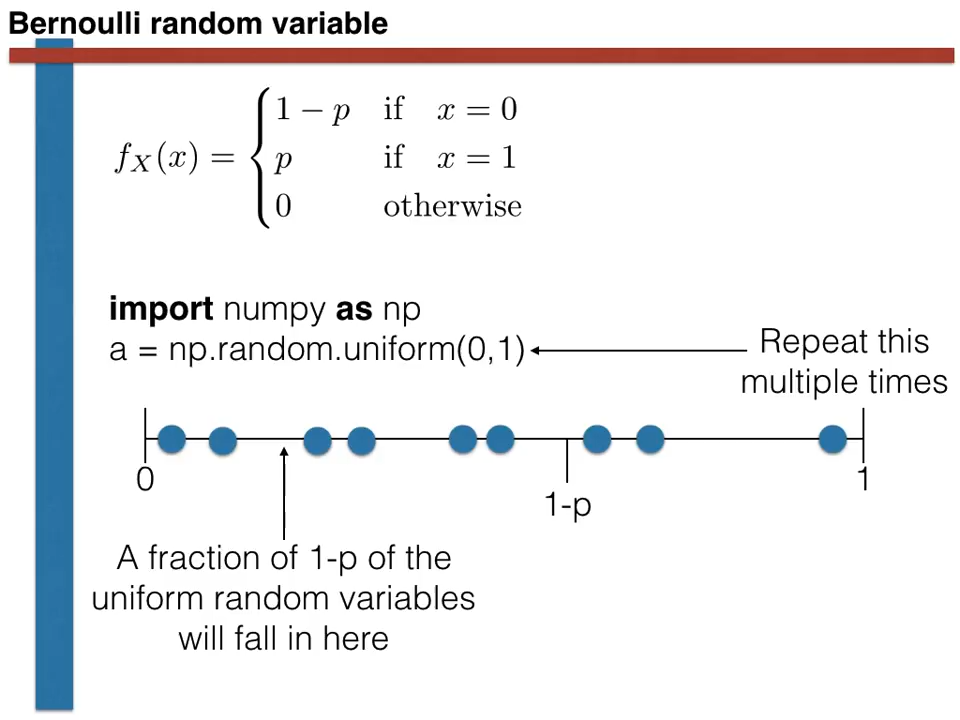 Bernoulli random variable
f_X(x) = { 1 − p if x = 0
p if x = 1
0 otherwise
import numpy as np
a = np.random.uniform(0,1)
Repeat this
multiple times
0
1
1-p
A fraction of 1-p of the
uniform random variables
will fall in here